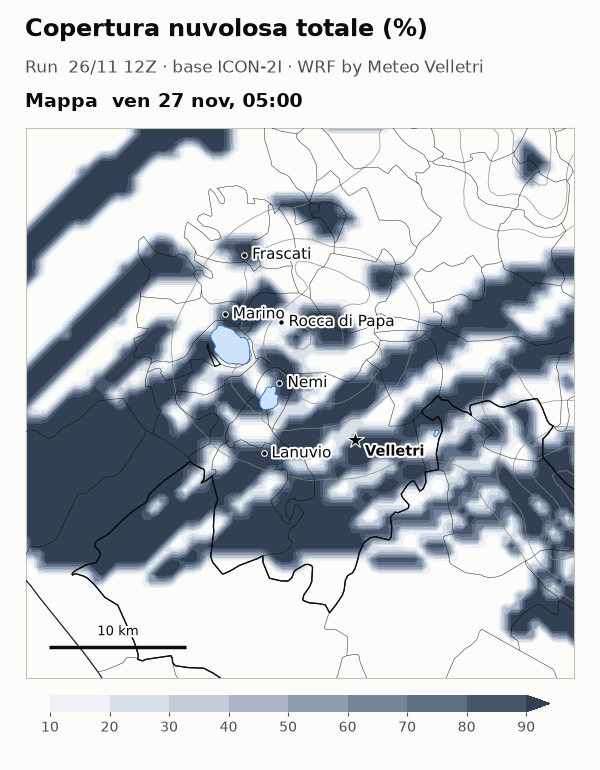 Copertura nuvolosa totale (%)
Run  26/11 12Z · base ICON-2I · WRF by Meteo Velletri
Mappa  ven 27 nov, 05:00
Frascati
Marino
Rocca di Papa
Nemi
Velletri
Lanuvio
10 km
10 20 30 40 50 60 70 80 90